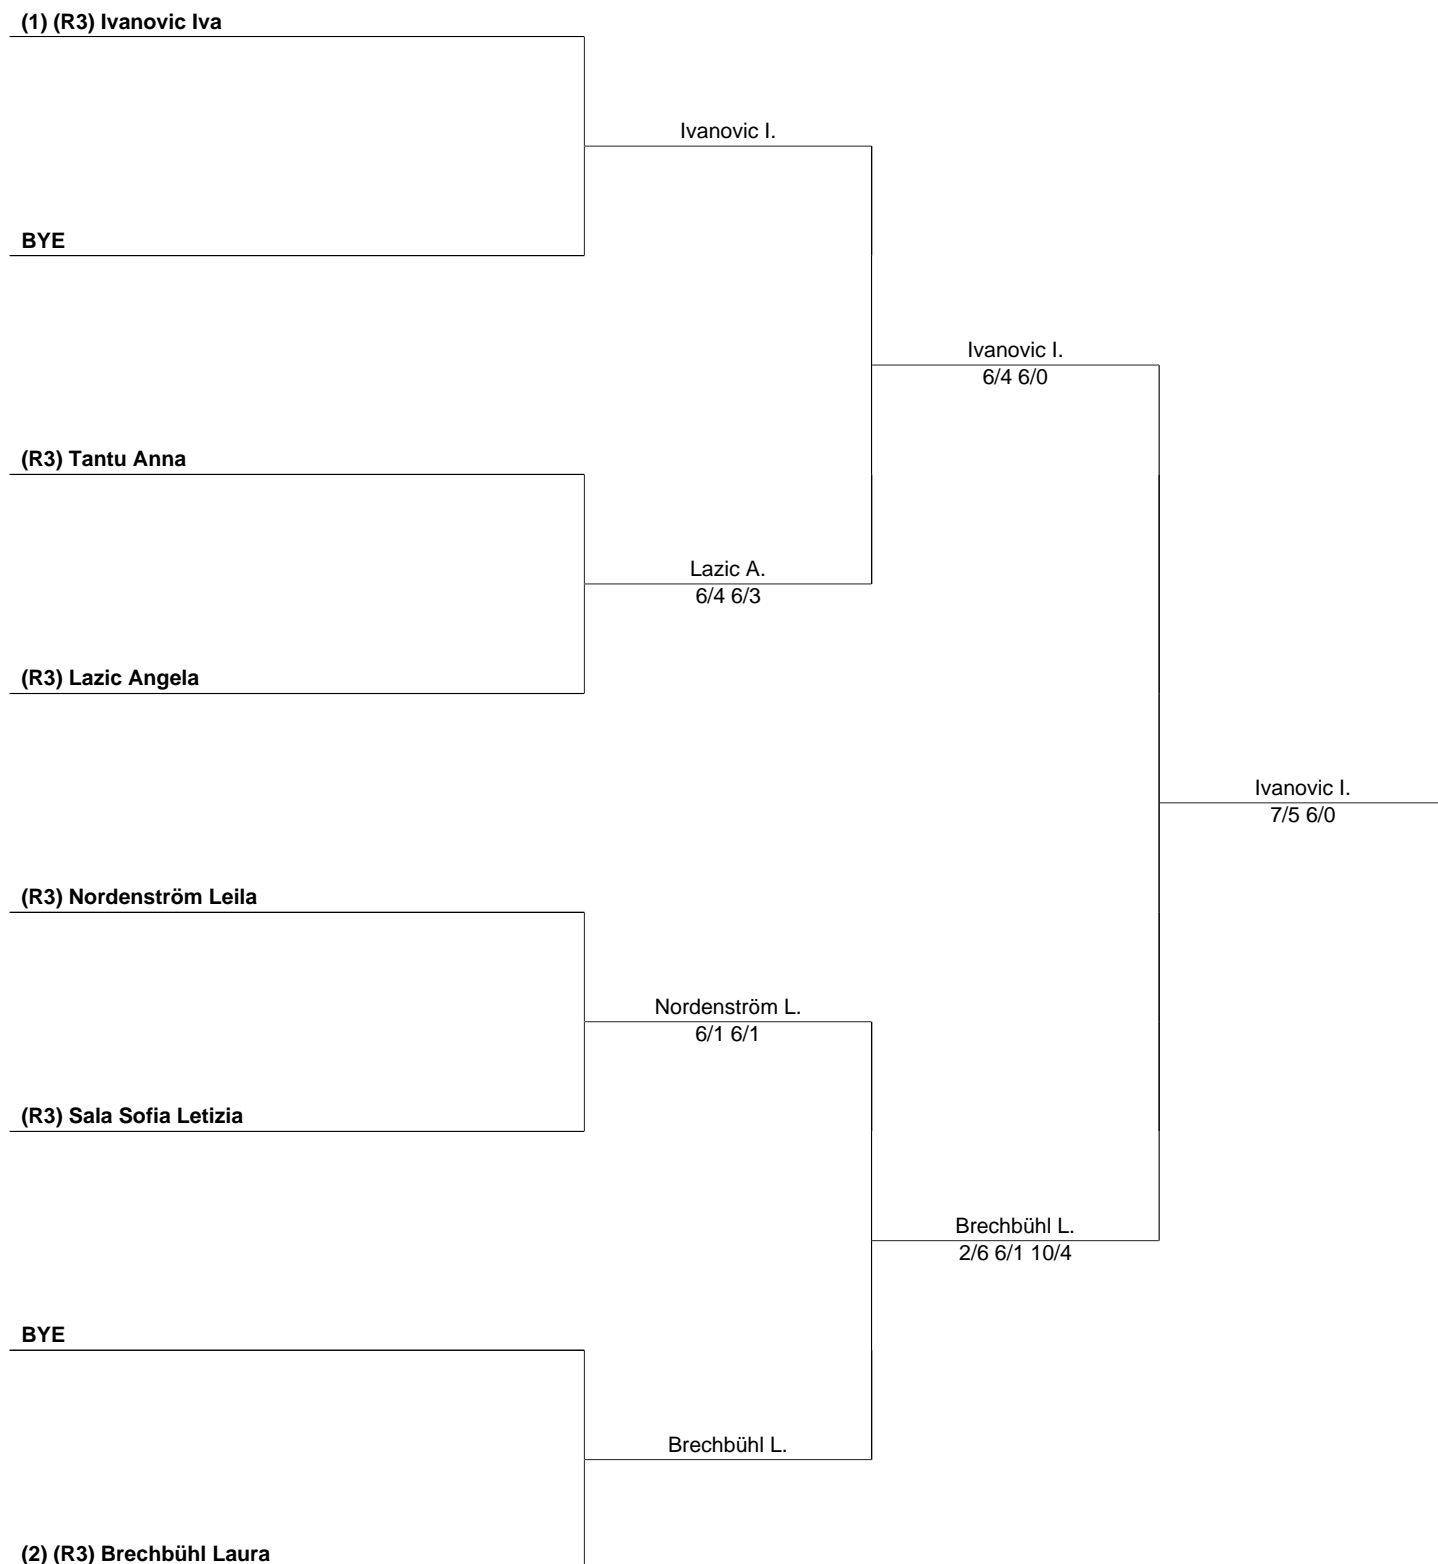 (1) (R3) Ivanovic Iva
Ivanovic I.
BYE
Ivanovic I.
6/4 6/0
(R3) Tantu Anna
Lazic A.
6/4 6/3
(R3) Lazic Angela
Ivanovic I.
7/5 6/0
(R3) Nordenström Leila
Nordenström L.
6/1 6/1
(R3) Sala Sofia Letizia
Brechbühl L.
2/6 6/1 10/4
BYE
Brechbühl L.
(2) (R3) Brechbühl Laura